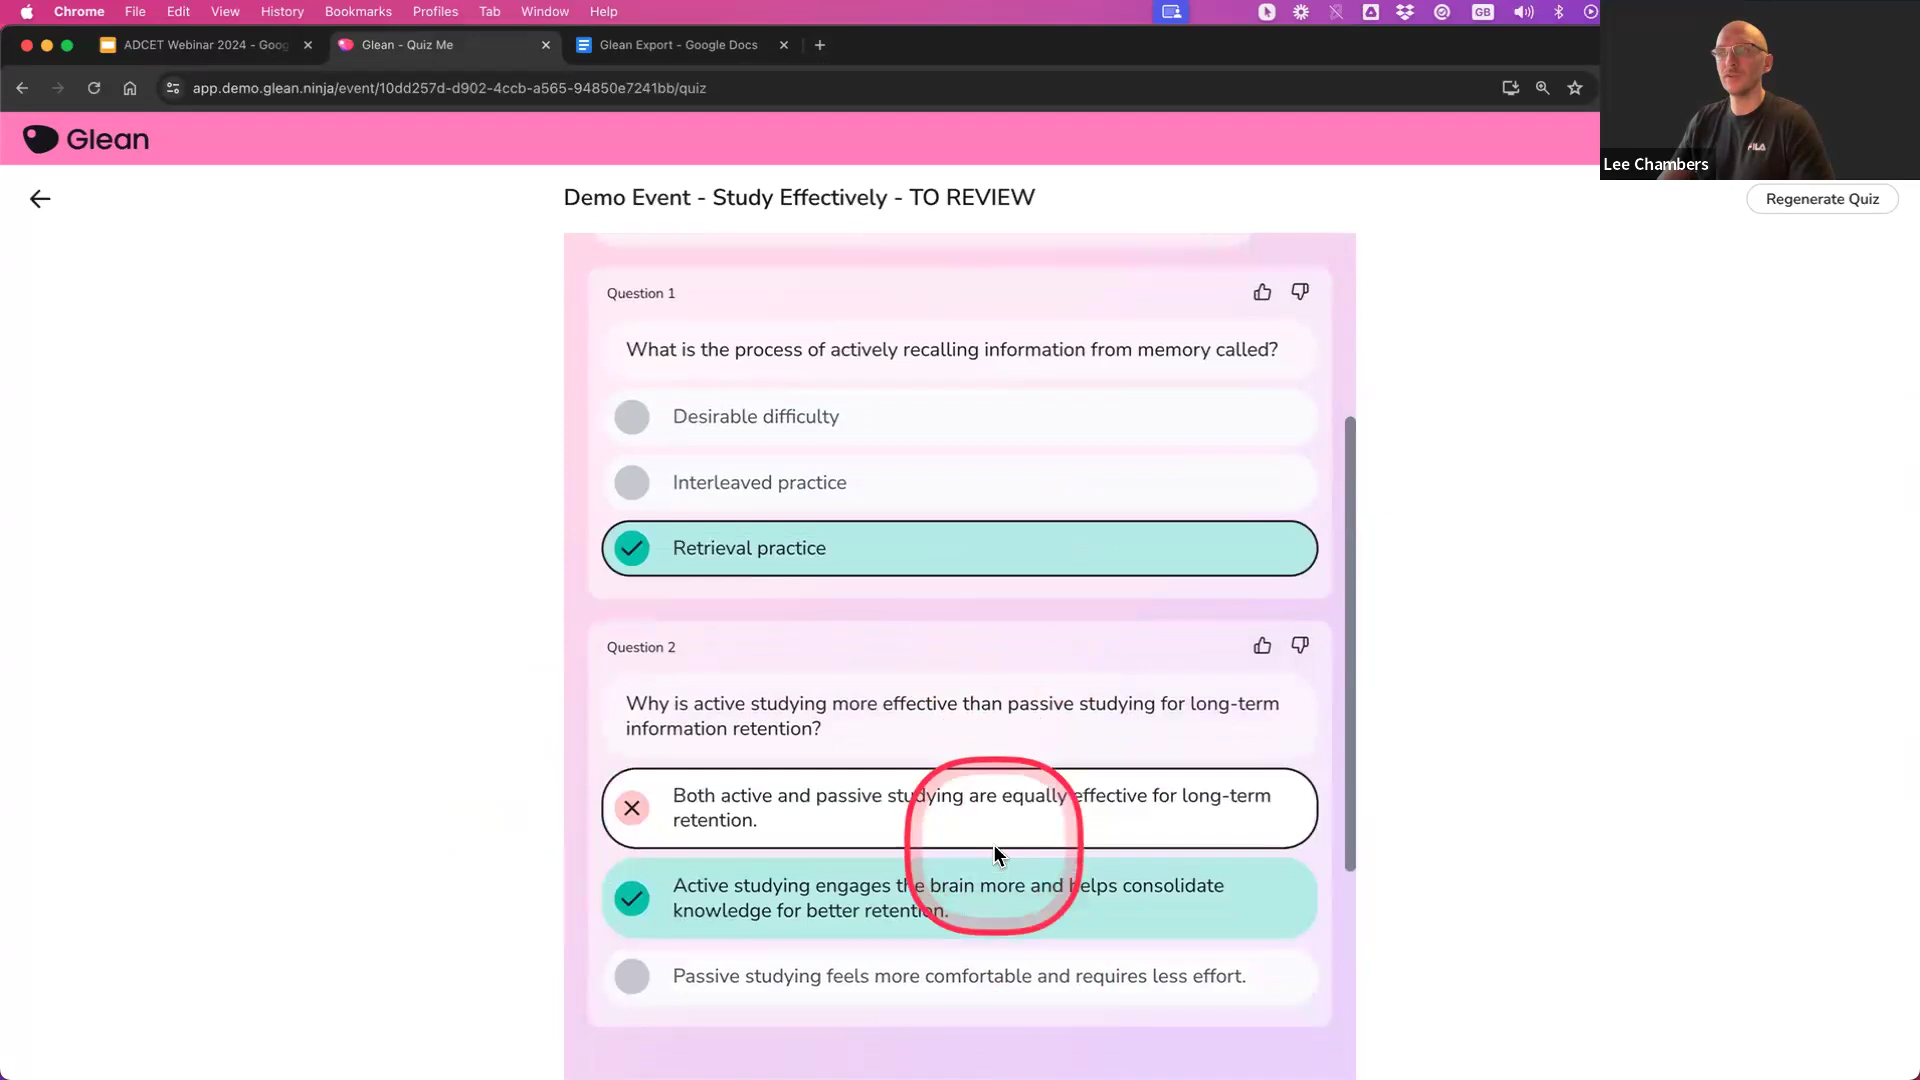 Chrome File Edit View History Bookmarks Profiles Tab Window Help GB
ADCET Webinar 2024 - Goog Glean - Quiz Me Glean Export - Google Docs
app.demo.glean.ninja/event/10dd257d-d902-4ccb-a565-94850e7241bb/quiz
Glean
FILA
Lee Chambers
Demo Event - Study Effectively - TO REVIEW
Regenerate Quiz
Question 1
What is the process of actively recalling information from memory called?
Desirable difficulty
Interleaved practice
Retrieval practice
Question 2
Why is active studying more effective than passive studying for long-term
information retention?
Both active and passive studying are equally effective for long-term
retention.
Active studying engages the brain more and helps consolidate
knowledge for better retention.
Passive studying feels more comfortable and requires less effort.